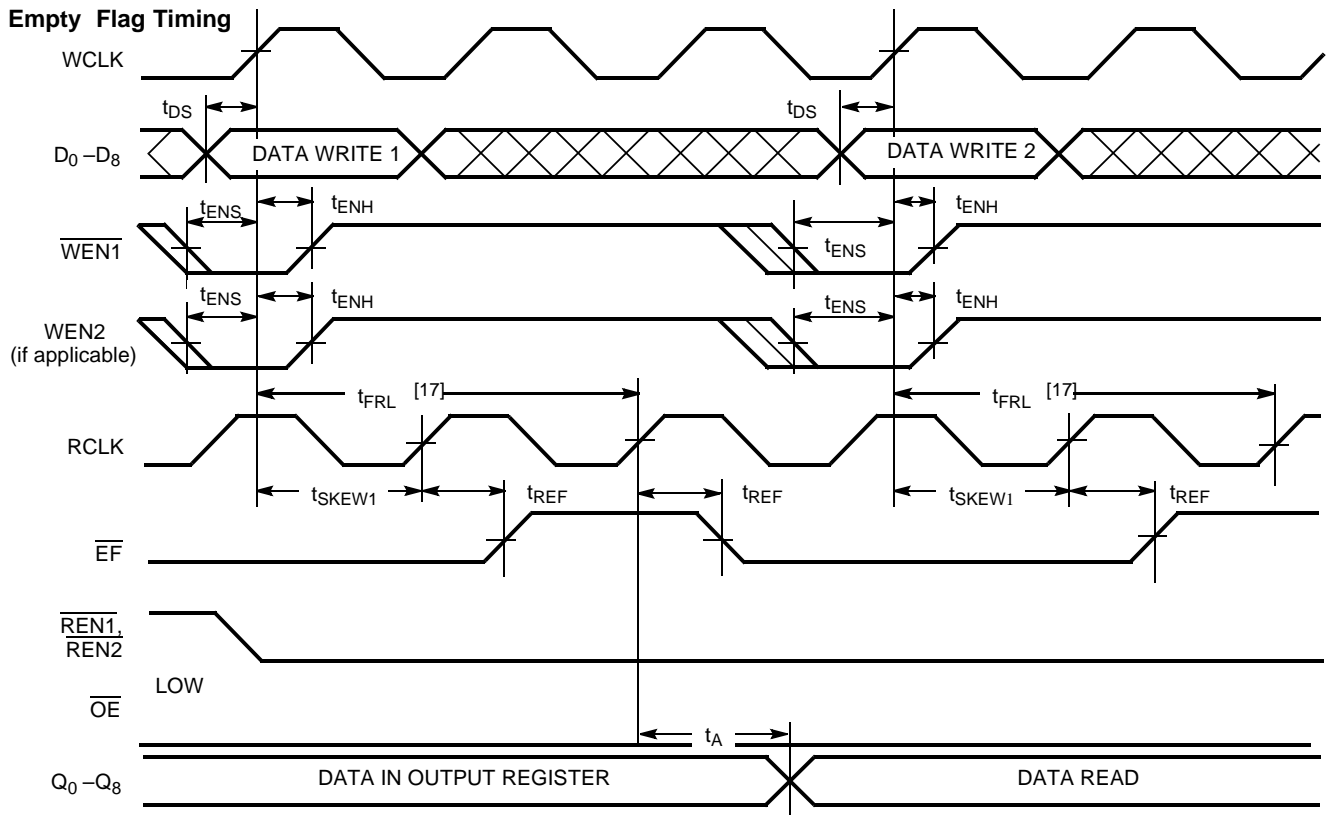 Empty Flag Timing
WCLK
tDS
tDS
D0 –D8
DATA WRITE 1
DATA WRITE 2
tENS
tENH
tENH
WEN1
tENS
tENS
tENH
tENS
tENH
WEN2
(if applicable)
tFRL [17]
tFRL [17]
RCLK
tSKEW1
tREF
tREF
tSKEW1
tREF
EF
REN1,
REN2
LOW
OE
tA
Q0 –Q8
DATA IN OUTPUT REGISTER
DATA READ